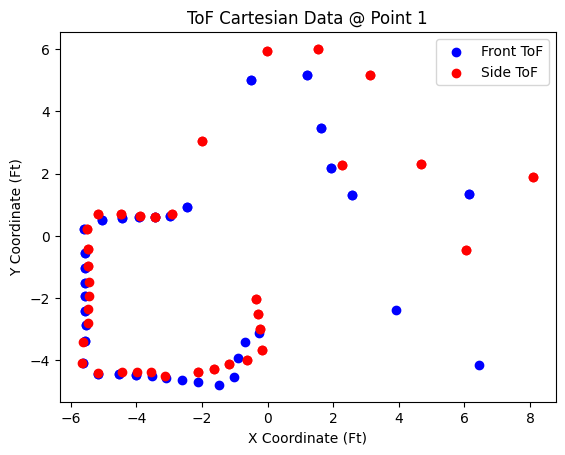 ToF Cartesian Data @ Point 1
Front ToF
Side ToF
6
4
2
0
−2
−4
Y Coordinate (Ft)
−6
−4
−2
0
2
4
6
8
X Coordinate (Ft)